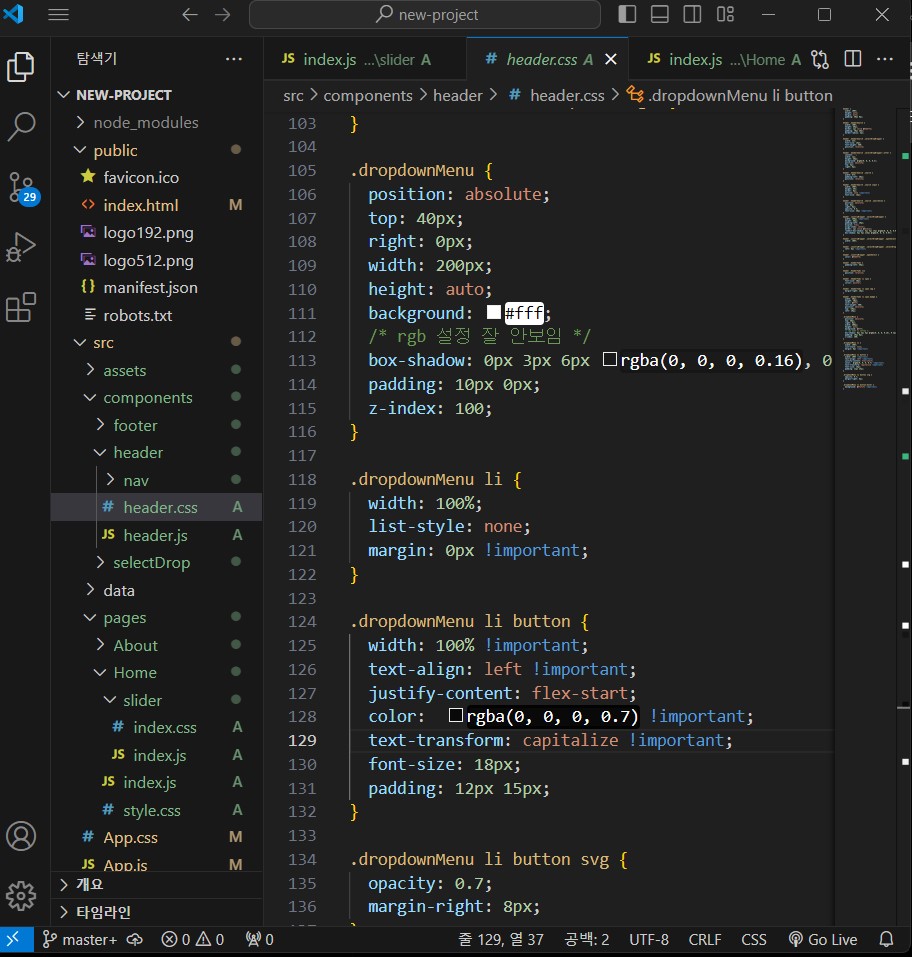 new-project
탐색기
NEW-PROJECT
node_modules
public
favicon.ico
index.html M
logo192.png
logo512.png
manifest.json
robots.txt
src
assets
components
footer
header
nav
header.css A
header.js A
selectDrop
data
pages
About
Home
slider
index.css A
index.js A
index.js A
style.css A
App.css M
App.js M
개요
타임라인
29
JS index.js ...\slider A
# header.css A
JS index.js ...\Home A
src > components > header > # header.css > .dropdownMenu li button
103 }
104
105 .dropdownMenu {
106 position: absolute;
107 top: 40px;
108 right: 0px;
109 width: 200px;
110 height: auto;
111 background: #fff;
112 /* rgb 설정 잘 안보임 */
113 box-shadow: 0px 3px 6px rgba(0, 0, 0, 0.16), 0
114 padding: 10px 0px;
115 z-index: 100;
116 }
117
118 .dropdownMenu li {
119 width: 100%;
120 list-style: none;
121 margin: 0px !important;
122 }
123
124 .dropdownMenu li button {
125 width: 100% !important;
126 text-align: left !important;
127 justify-content: flex-start;
128 color: rgba(0, 0, 0, 0.7) !important;
129 text-transform: capitalize !important;
130 font-size: 18px;
131 padding: 12px 15px;
132 }
133
134 .dropdownMenu li button svg {
135 opacity: 0.7;
136 margin-right: 8px;
master+ 0 0 0 줄 129, 열 37 공백: 2 UTF-8 CRLF CSS Go Live